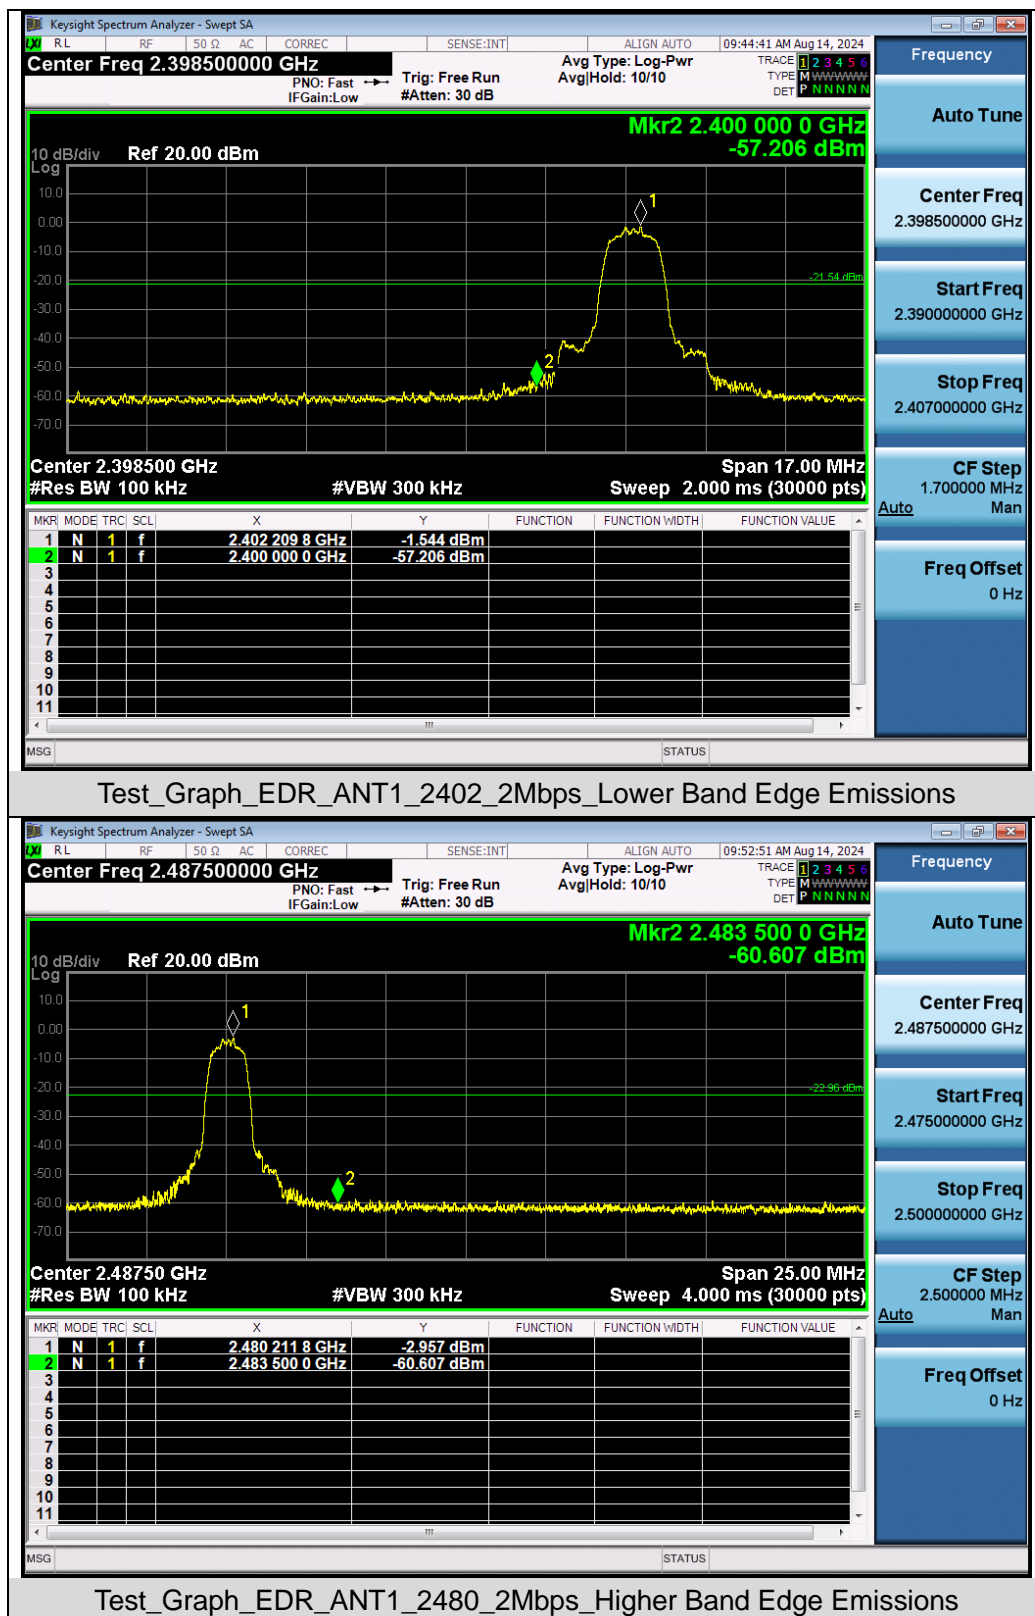 Keysight Spectrum Analyzer - Swept SA
LXI RL RF 50 Ω AC CORREC SENSE:INT ALIGN AUTO 09:44:41 AM Aug 14, 2024
Center Freq 2.398500000 GHz
PNO: Fast
IFGain:Low
Trig: Free Run
#Atten: 30 dB
Avg Type: Log-Pwr
Avg|Hold: 10/10
TRACE 1 2 3 4 5 6
TYPE M WWWWW
DET P N N N N N
Mkr2 2.400 000 0 GHz
-57.206 dBm
10 dB/div Ref 20.00 dBm
Log
10.0
0.00
-10.0
-20.0
-30.0
-40.0
-50.0
-60.0
-70.0
1
-21.54 dBm
2
Center 2.398500 GHz Span 17.00 MHz
#Res BW 100 kHz #VBW 300 kHz Sweep 2.000 ms (30000 pts)
MKR MODE TRC SCL X Y FUNCTION FUNCTION WIDTH FUNCTION VALUE
1 N 1 f 2.402 209 8 GHz -1.544 dBm
2 N 1 f 2.400 000 0 GHz -57.206 dBm
3
4
5
6
7
8
9
10
11
MSG STATUS
Frequency
Auto Tune
Center Freq
2.398500000 GHz
Start Freq
2.390000000 GHz
Stop Freq
2.407000000 GHz
CF Step
1.700000 MHz
Auto Man
Freq Offset
0 Hz
Test_Graph_EDR_ANT1_2402_2Mbps_Lower Band Edge Emissions
Keysight Spectrum Analyzer - Swept SA
LXI RL RF 50 Ω AC CORREC SENSE:INT ALIGN AUTO 09:52:51 AM Aug 14, 2024
Center Freq 2.487500000 GHz
PNO: Fast
IFGain:Low
Trig: Free Run
#Atten: 30 dB
Avg Type: Log-Pwr
Avg|Hold: 10/10
TRACE 1 2 3 4 5 6
TYPE M WWWWW
DET P N N N N N
Mkr2 2.483 500 0 GHz
-60.607 dBm
10 dB/div Ref 20.00 dBm
Log
10.0
0.00
-10.0
-20.0
-30.0
-40.0
-50.0
-60.0
-70.0
1
-22.96 dBm
2
Center 2.48750 GHz Span 25.00 MHz
#Res BW 100 kHz #VBW 300 kHz Sweep 4.000 ms (30000 pts)
MKR MODE TRC SCL X Y FUNCTION FUNCTION WIDTH FUNCTION VALUE
1 N 1 f 2.480 211 8 GHz -2.957 dBm
2 N 1 f 2.483 500 0 GHz -60.607 dBm
3
4
5
6
7
8
9
10
11
MSG STATUS
Frequency
Auto Tune
Center Freq
2.487500000 GHz
Start Freq
2.475000000 GHz
Stop Freq
2.500000000 GHz
CF Step
2.500000 MHz
Auto Man
Freq Offset
0 Hz
Test_Graph_EDR_ANT1_2480_2Mbps_Higher Band Edge Emissions